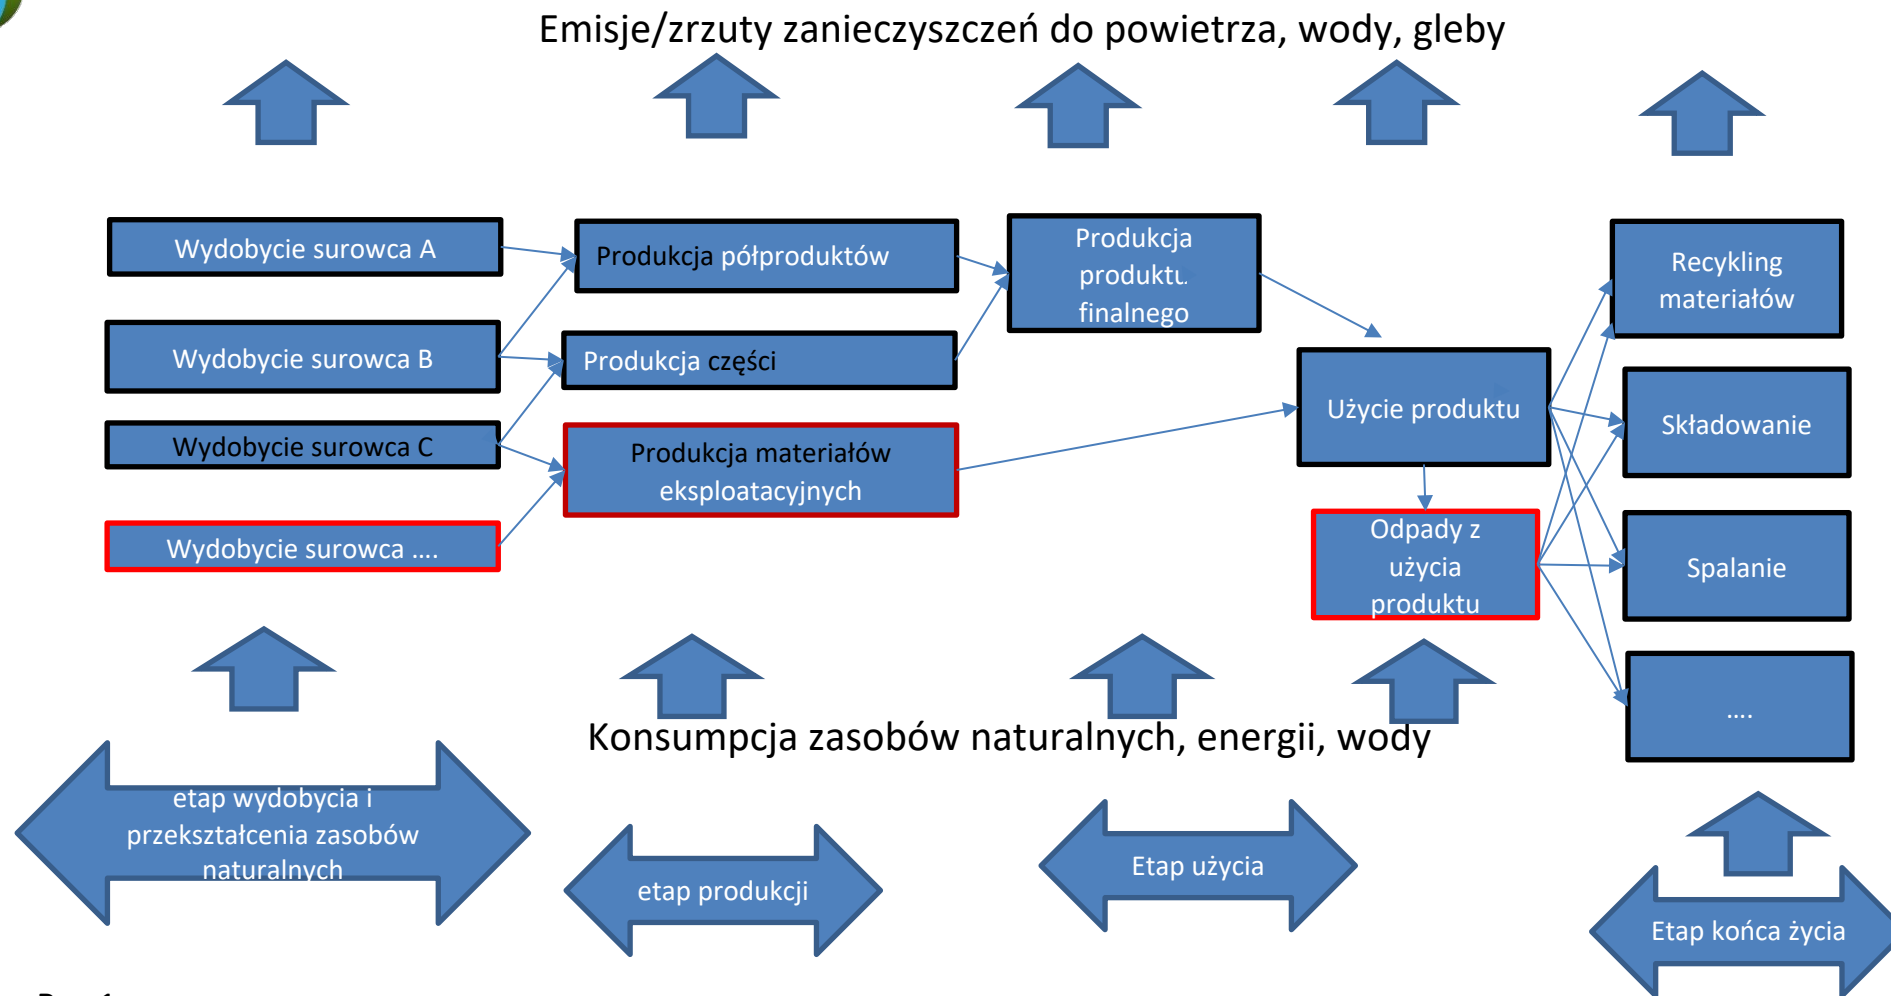 Emisje/zrzuty zanieczyszczeń do powietrza, wody, gleby
Wydobycie surowca A
Produkcja półproduktów
Produkcja
produktu
finalnego
Recykling
materiałów
Wydobycie surowca B
Produkcja części
Użycie produktu
Składowanie
Wydobycie surowca C
Produkcja materiałów
eksploatacyjnych
Wydobycie surowca ....
Odpady z
użycia
produktu
Spalanie
....
Konsumpcja zasobów naturalnych, energii, wody
etap wydobycia i
przekształcenia zasobów
naturalnych
etap produkcji
Etap użycia
Etap końca życia